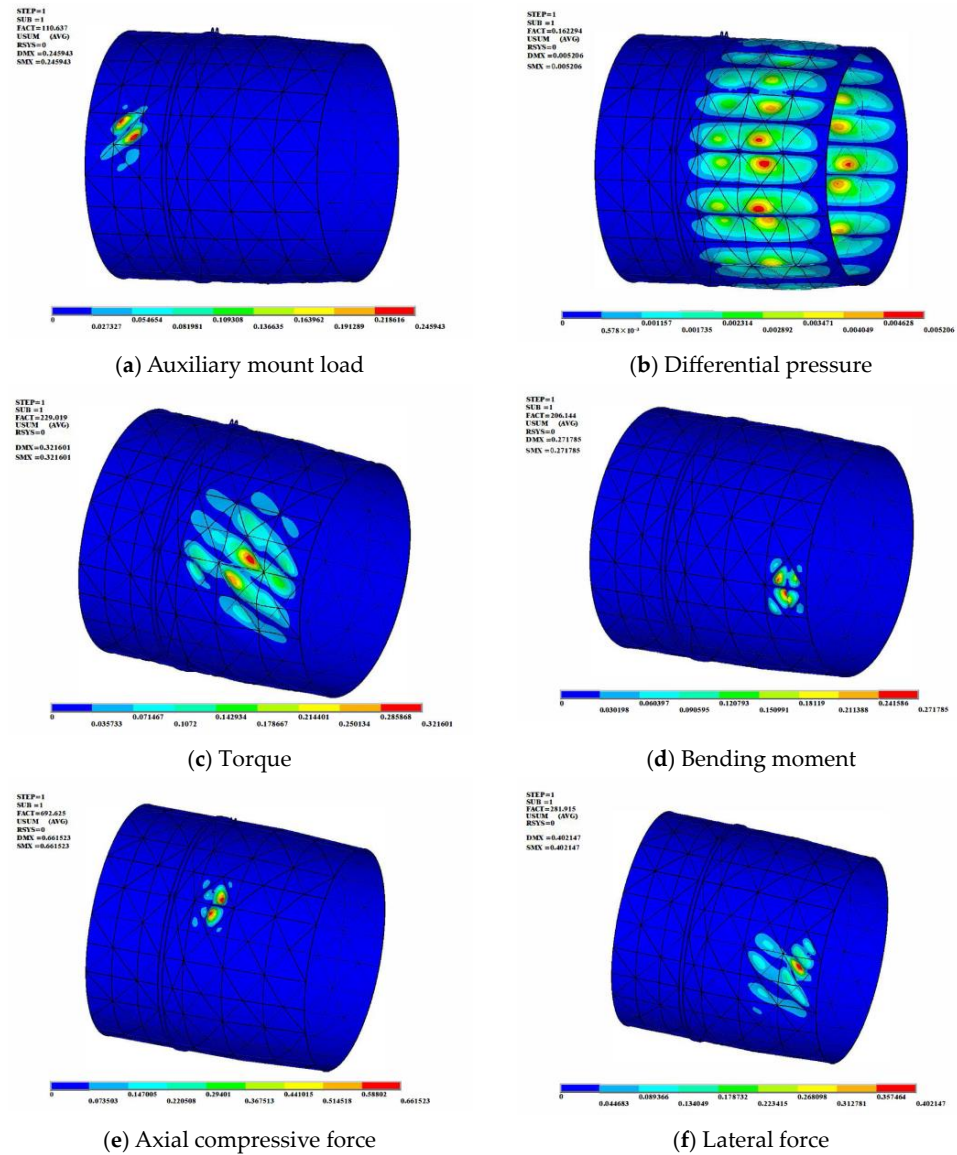 STEP=1
SUB =1
FACT=110.637
USUM (AVG)
RSYS=0
DMX =0.245943
SMX =0.245943
0 0.054654 0.109308 0.163962 0.218616
0.027327 0.081981 0.136635 0.191289 0.245943
(a) Auxiliary mount load
STEP=1
SUB =1
FACT=0.162294
USUM (AVG)
RSYS=0
DMX =0.005206
SMX =0.005206
0 0.001157 0.002314 0.003471 0.004628
0.578×10⁻³ 0.001735 0.002892 0.004049 0.005206
(b) Differential pressure
STEP=1
SUB =1
FACT=229.019
USUM (AVG)
RSYS=0
DMX =0.321601
SMX =0.321601
0 0.071467 0.142934 0.214401 0.285868
0.035733 0.1072 0.178667 0.250134 0.321601
(c) Torque
STEP=1
SUB =1
FACT=206.144
USUM (AVG)
RSYS=0
DMX =0.271785
SMX =0.271785
0 0.060397 0.120793 0.18119 0.241586
0.030198 0.090595 0.150991 0.211388 0.271785
(d) Bending moment
STEP=1
SUB =1
FACT=692.625
USUM (AVG)
RSYS=0
DMX =0.661523
SMX =0.661523
0 0.147005 0.29401 0.441015 0.58802
0.073503 0.220508 0.367513 0.514518 0.661523
(e) Axial compressive force
STEP=1
SUB =1
FACT=281.915
USUM (AVG)
RSYS=0
DMX =0.402147
SMX =0.402147
0 0.089366 0.178732 0.268098 0.357464
0.044683 0.134049 0.223415 0.312781 0.402147
(f) Lateral force